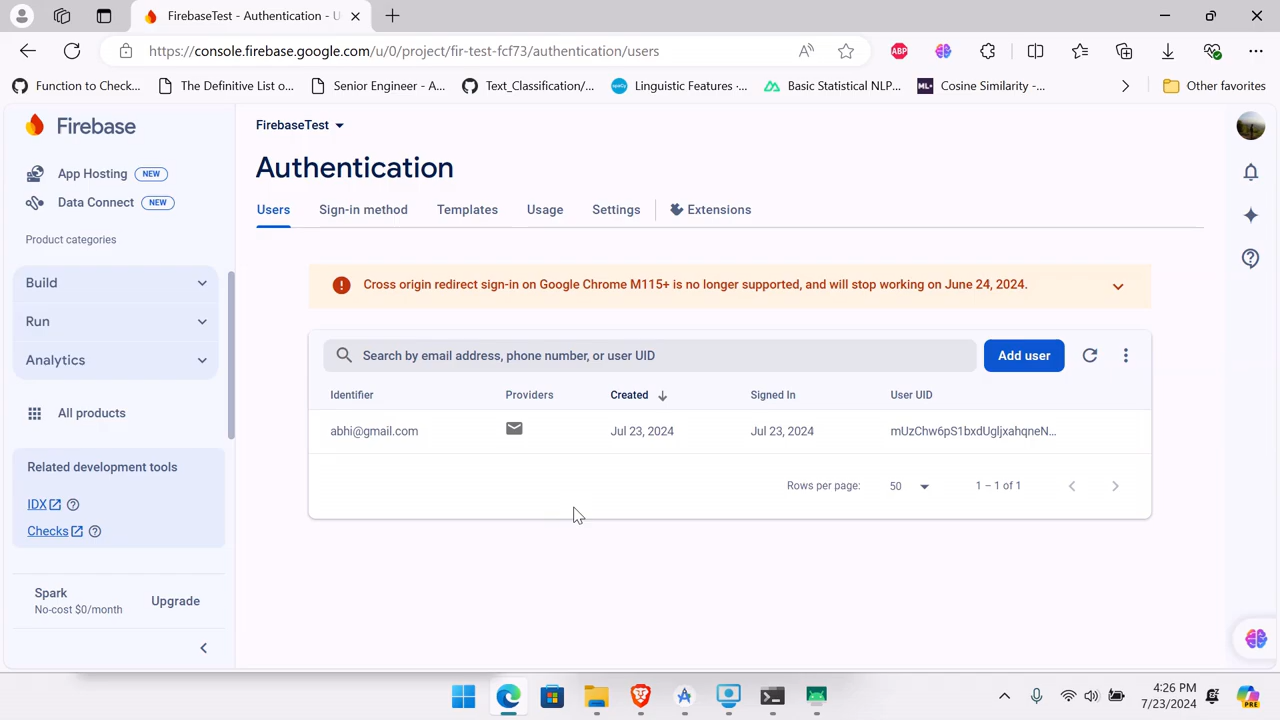 FirebaseTest - Authentication - U
https://console.firebase.google.com/u/0/project/fir-test-fcf73/authentication/users
ABP
Function to Check...
The Definitive List o...
Senior Engineer - A...
Text_Classification/...
spaCy
Linguistic Features -...
Basic Statistical NLP...
ML+
Cosine Similarity -...
Other favorites
Firebase
FirebaseTest
Authentication
App Hosting NEW
Data Connect NEW
Product categories
Build
Run
Analytics
All products
Related development tools
IDX
Checks
Spark
No-cost $0/month
Upgrade
Users
Sign-in method
Templates
Usage
Settings
Extensions
Cross origin redirect sign-in on Google Chrome M115+ is no longer supported, and will stop working on June 24, 2024.
Search by email address, phone number, or user UID
Add user
Identifier
Providers
Created
Signed In
User UID
abhi@gmail.com
Jul 23, 2024
Jul 23, 2024
mUzChw6pS1bxdUgljxahqneN...
Rows per page:
50
1 – 1 of 1
4:26 PM
7/23/2024
PRE